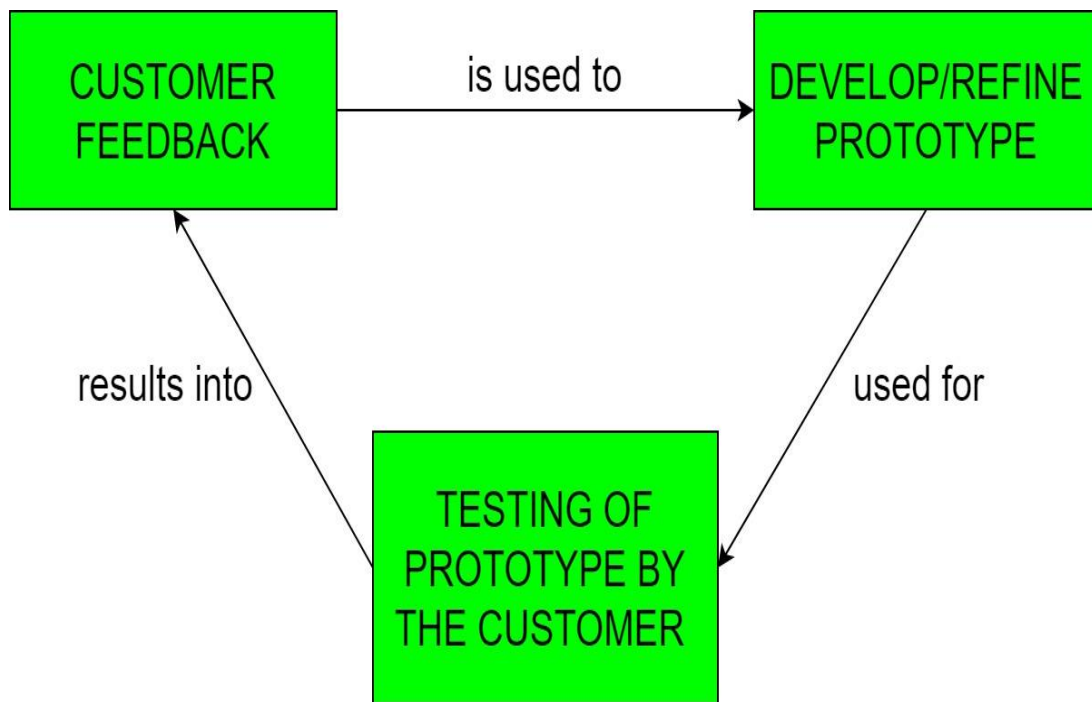 CUSTOMER
FEEDBACK
is used to
DEVELOP/REFINE
PROTOTYPE
results into
used for
TESTING OF
PROTOTYPE BY
THE CUSTOMER